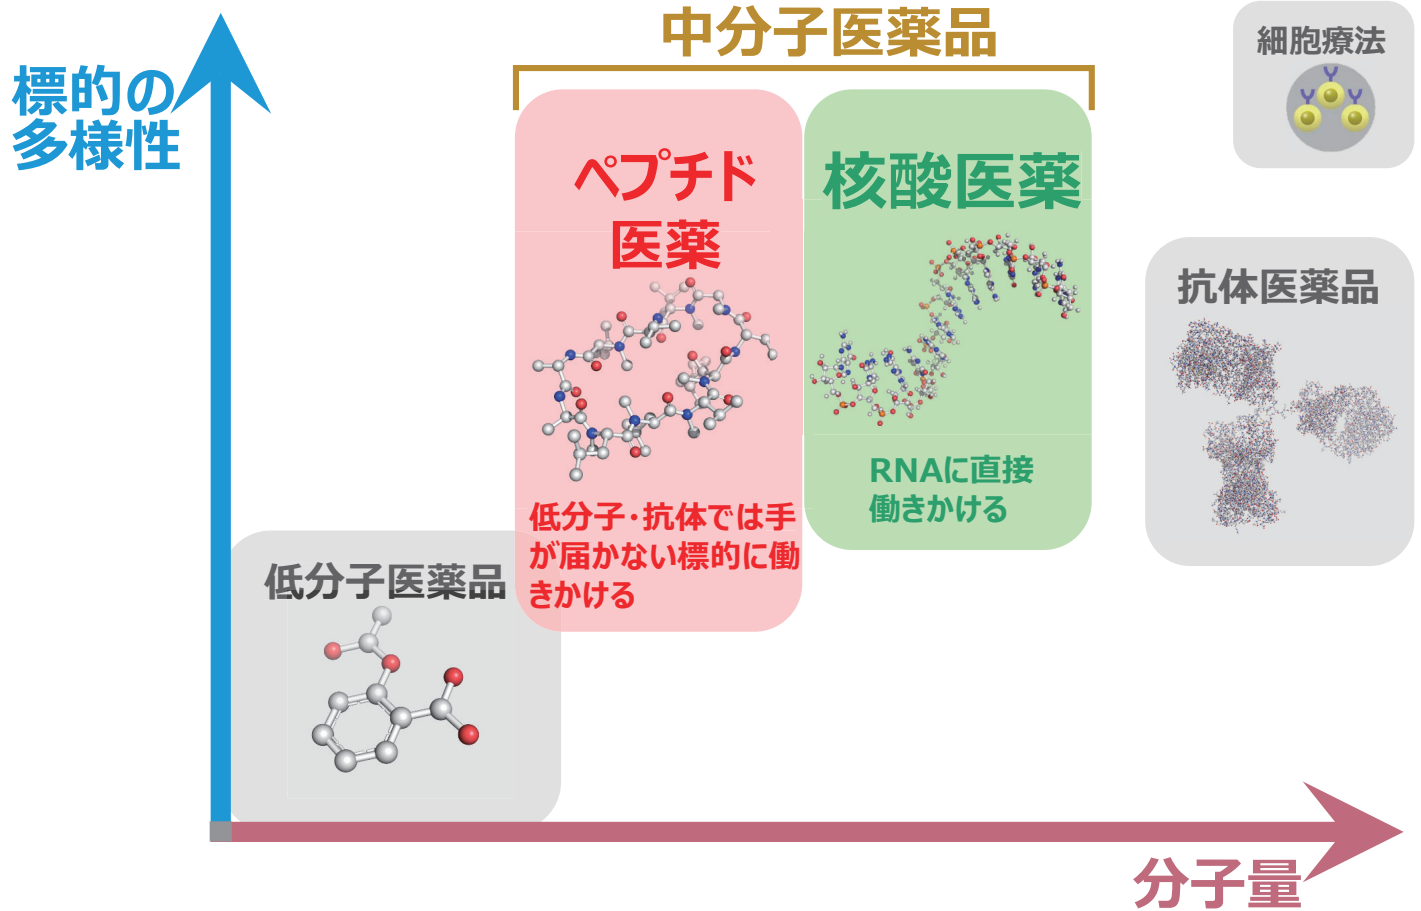 中分子医薬品
細胞療法
標的の
多様性
ペプチド
医薬
核酸医薬
抗体医薬品
RNAに直接
働きかける
低分子・抗体では手
が届かない標的に働
きかける
低分子医薬品
分子量